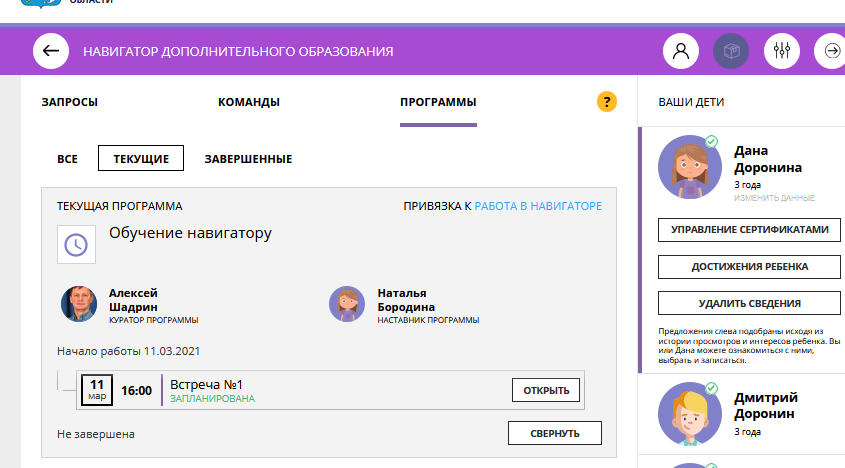 ОБЛАСТИ
НАВИГАТОР ДОПОЛНИТЕЛЬНОГО ОБРАЗОВАНИЯ
ЗАПРОСЫ
КОМАНДЫ
ПРОГРАММЫ
?
ВСЕ
ТЕКУЩИЕ
ЗАВЕРШЕННЫЕ
ТЕКУЩАЯ ПРОГРАММА
ПРИВЯЗКА К РАБОТА В НАВИГАТОРЕ
Обучение навигатору
Алексей
Шадрин
КУРАТОР ПРОГРАММЫ
Наталья
Бородина
НАСТАВНИК ПРОГРАММЫ
Начало работы 11.03.2021
11
мар
16:00
Встреча №1
ЗАПЛАНИРОВАНА
ОТКРЫТЬ
Не завершена
СВЕРНУТЬ
ВАШИ ДЕТИ
Дана
Доронина
3 года
ИЗМЕНИТЬ ДАННЫЕ
УПРАВЛЕНИЕ СЕРТИФИКАТАМИ
ДОСТИЖЕНИЯ РЕБЕНКА
УДАЛИТЬ СВЕДЕНИЯ
Предложения слева подобраны исходя из
истории просмотров и интересов ребенка. Вы
или Дана можете ознакомиться с ними,
выбрать и записаться.
Дмитрий
Доронин
3 года